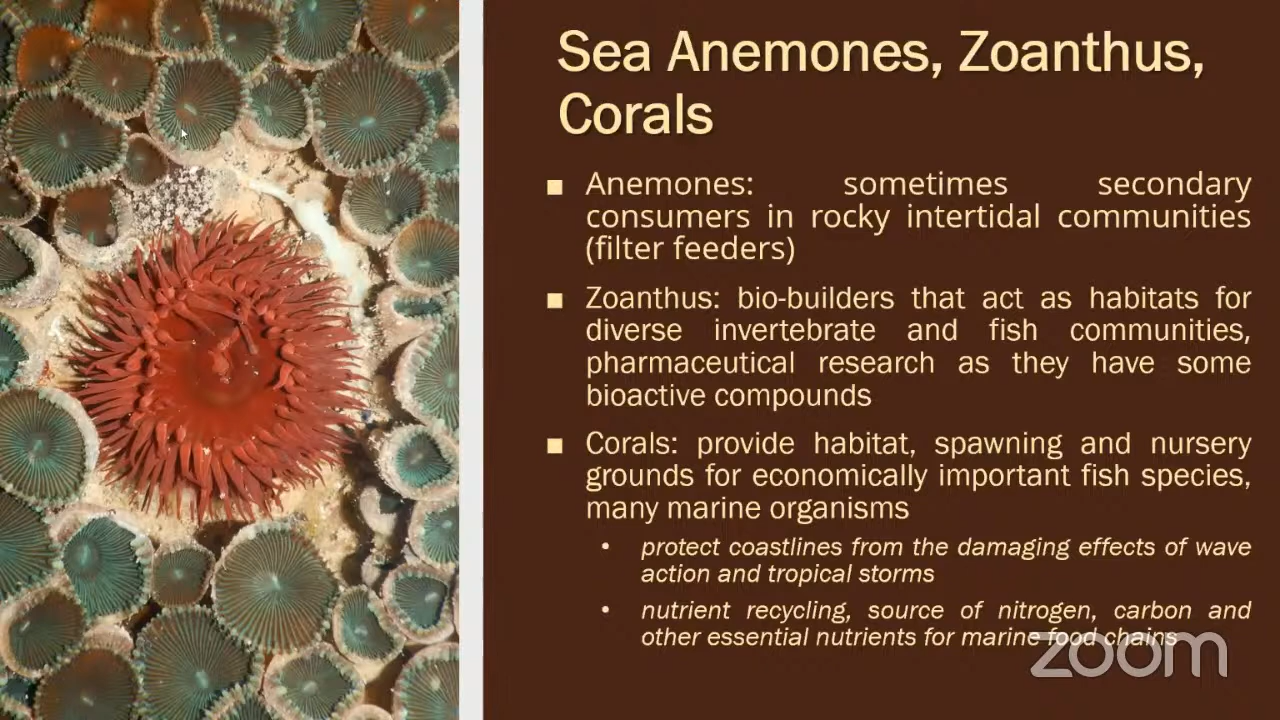 Sea Anemones, Zoanthus,
Corals
■ Anemones: sometimes secondary
consumers in rocky intertidal communities
(filter feeders)
■ Zoanthus: bio-builders that act as habitats for
diverse invertebrate and fish communities,
pharmaceutical research as they have some
bioactive compounds
■ Corals: provide habitat, spawning and nursery
grounds for economically important fish species,
many marine organisms
• protect coastlines from the damaging effects of wave
action and tropical storms
• nutrient recycling, source of nitrogen, carbon and
other essential nutrients for marine food chains
zoom